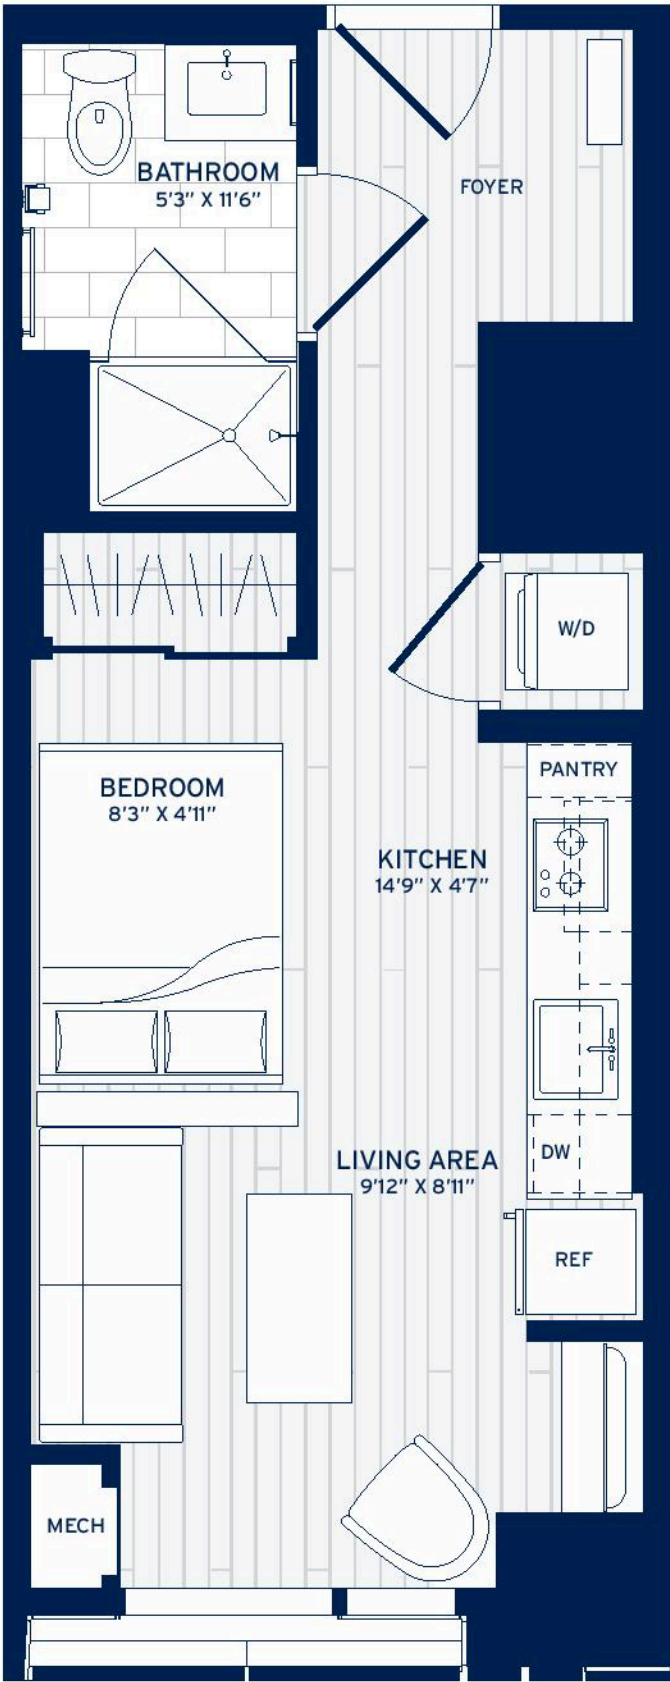 BATHROOM
5'3" X 11'6"
FOYER
W/D
PANTRY
BEDROOM
8'3" X 4'11"
KITCHEN
14'9" X 4'7"
LIVING AREA
9'12" X 8'11"
DW
REF
MECH